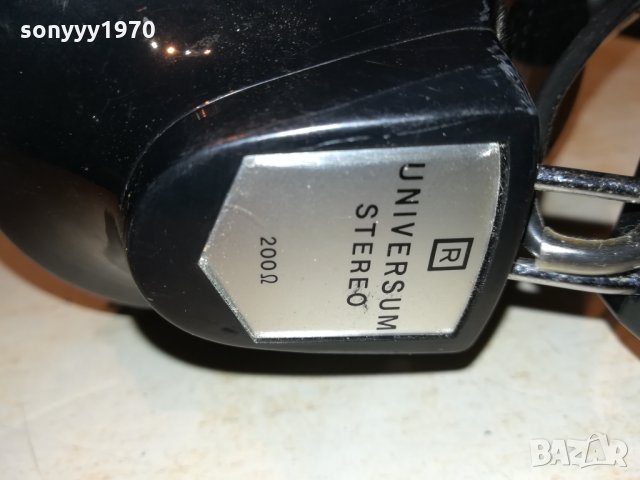 sonyyy1970
R
UNIVERSUM
STEREO
200Ω
BAZAR